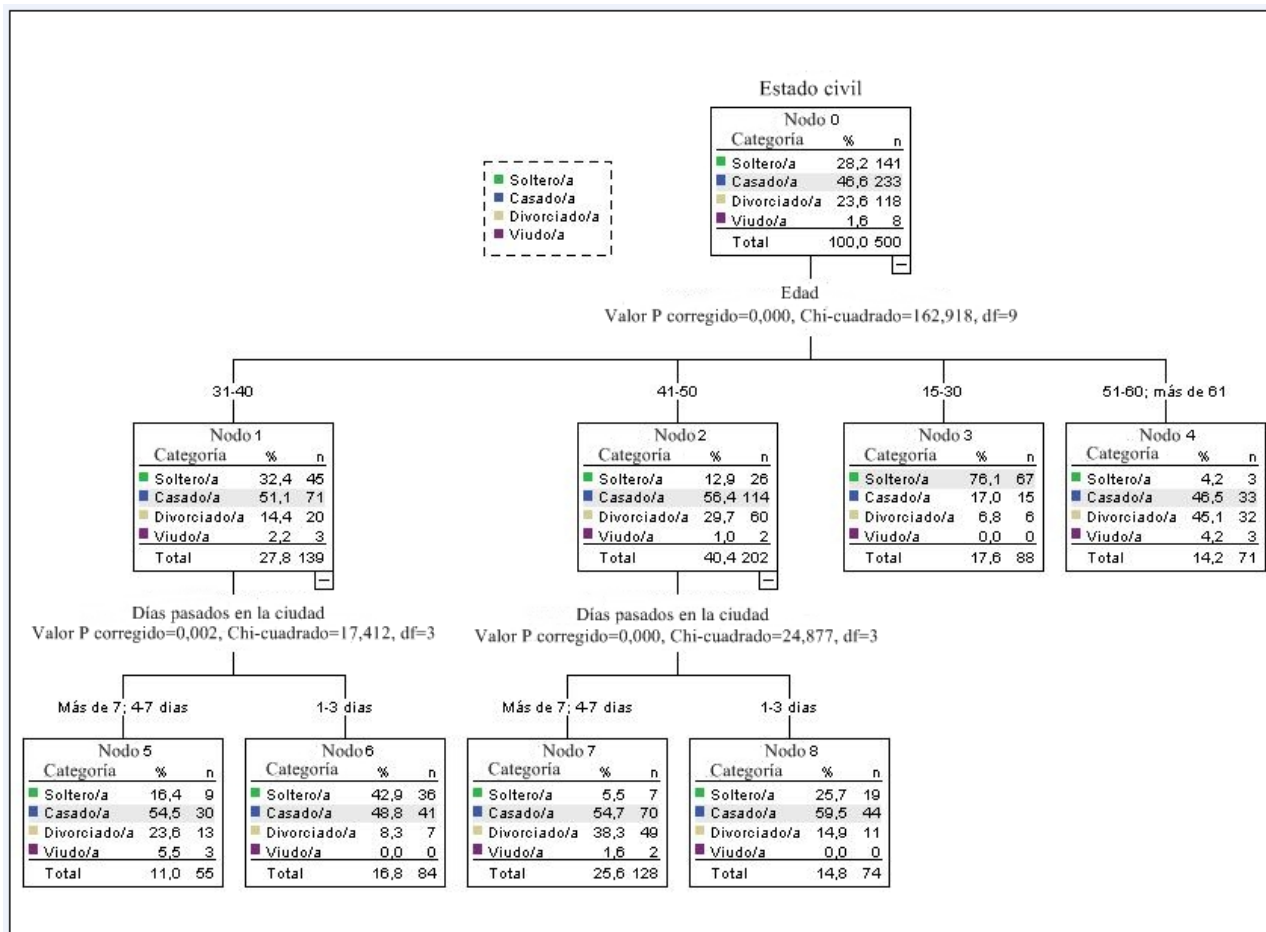 Estado civil
Nodo 0
Categoría % n
Soltero/a 28,2 141
Casado/a 46,6 233
Divorciado/a 23,6 118
Viudo/a 1,6 8
Total 100,0 500
Soltero/a
Casado/a
Divorciado/a
Viudo/a
Edad
Valor P corregido=0,000, Chi-cuadrado=162,918, df=9
31-40
41-50
15-30
51-60; más de 61
Nodo 1
Categoría % n
Soltero/a 32,4 45
Casado/a 51,1 71
Divorciado/a 14,4 20
Viudo/a 2,2 3
Total 27,8 139
Nodo 2
Categoría % n
Soltero/a 12,9 26
Casado/a 56,4 114
Divorciado/a 29,7 60
Viudo/a 1,0 2
Total 40,4 202
Nodo 3
Categoría % n
Soltero/a 76,1 67
Casado/a 17,0 15
Divorciado/a 6,8 6
Viudo/a 0,0 0
Total 17,6 88
Nodo 4
Categoría % n
Soltero/a 4,2 3
Casado/a 46,5 33
Divorciado/a 45,1 32
Viudo/a 4,2 3
Total 14,2 71
Días pasados en la ciudad
Valor P corregido=0,002, Chi-cuadrado=17,412, df=3
Días pasados en la ciudad
Valor P corregido=0,000, Chi-cuadrado=24,877, df=3
Más de 7; 4-7 dias
1-3 dias
Más de 7; 4-7 dias
1-3 dias
Nodo 5
Categoría % n
Soltero/a 16,4 9
Casado/a 54,5 30
Divorciado/a 23,6 13
Viudo/a 5,5 3
Total 11,0 55
Nodo 6
Categoría % n
Soltero/a 42,9 36
Casado/a 48,8 41
Divorciado/a 8,3 7
Viudo/a 0,0 0
Total 16,8 84
Nodo 7
Categoría % n
Soltero/a 5,5 7
Casado/a 54,7 70
Divorciado/a 38,3 49
Viudo/a 1,6 2
Total 25,6 128
Nodo 8
Categoría % n
Soltero/a 25,7 19
Casado/a 59,5 44
Divorciado/a 14,9 11
Viudo/a 0,0 0
Total 14,8 74